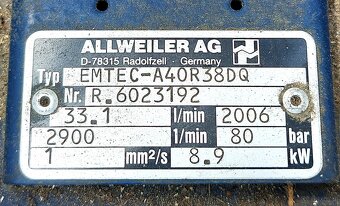 ALLWEILER AG
D-78315 Radolfzell · Germany
Typ EMTEC-A40R38DQ
Nr. R.6023192
33.1 l/min 2006
2900 1/min 80 bar
1 mm²/s 8.9 kW